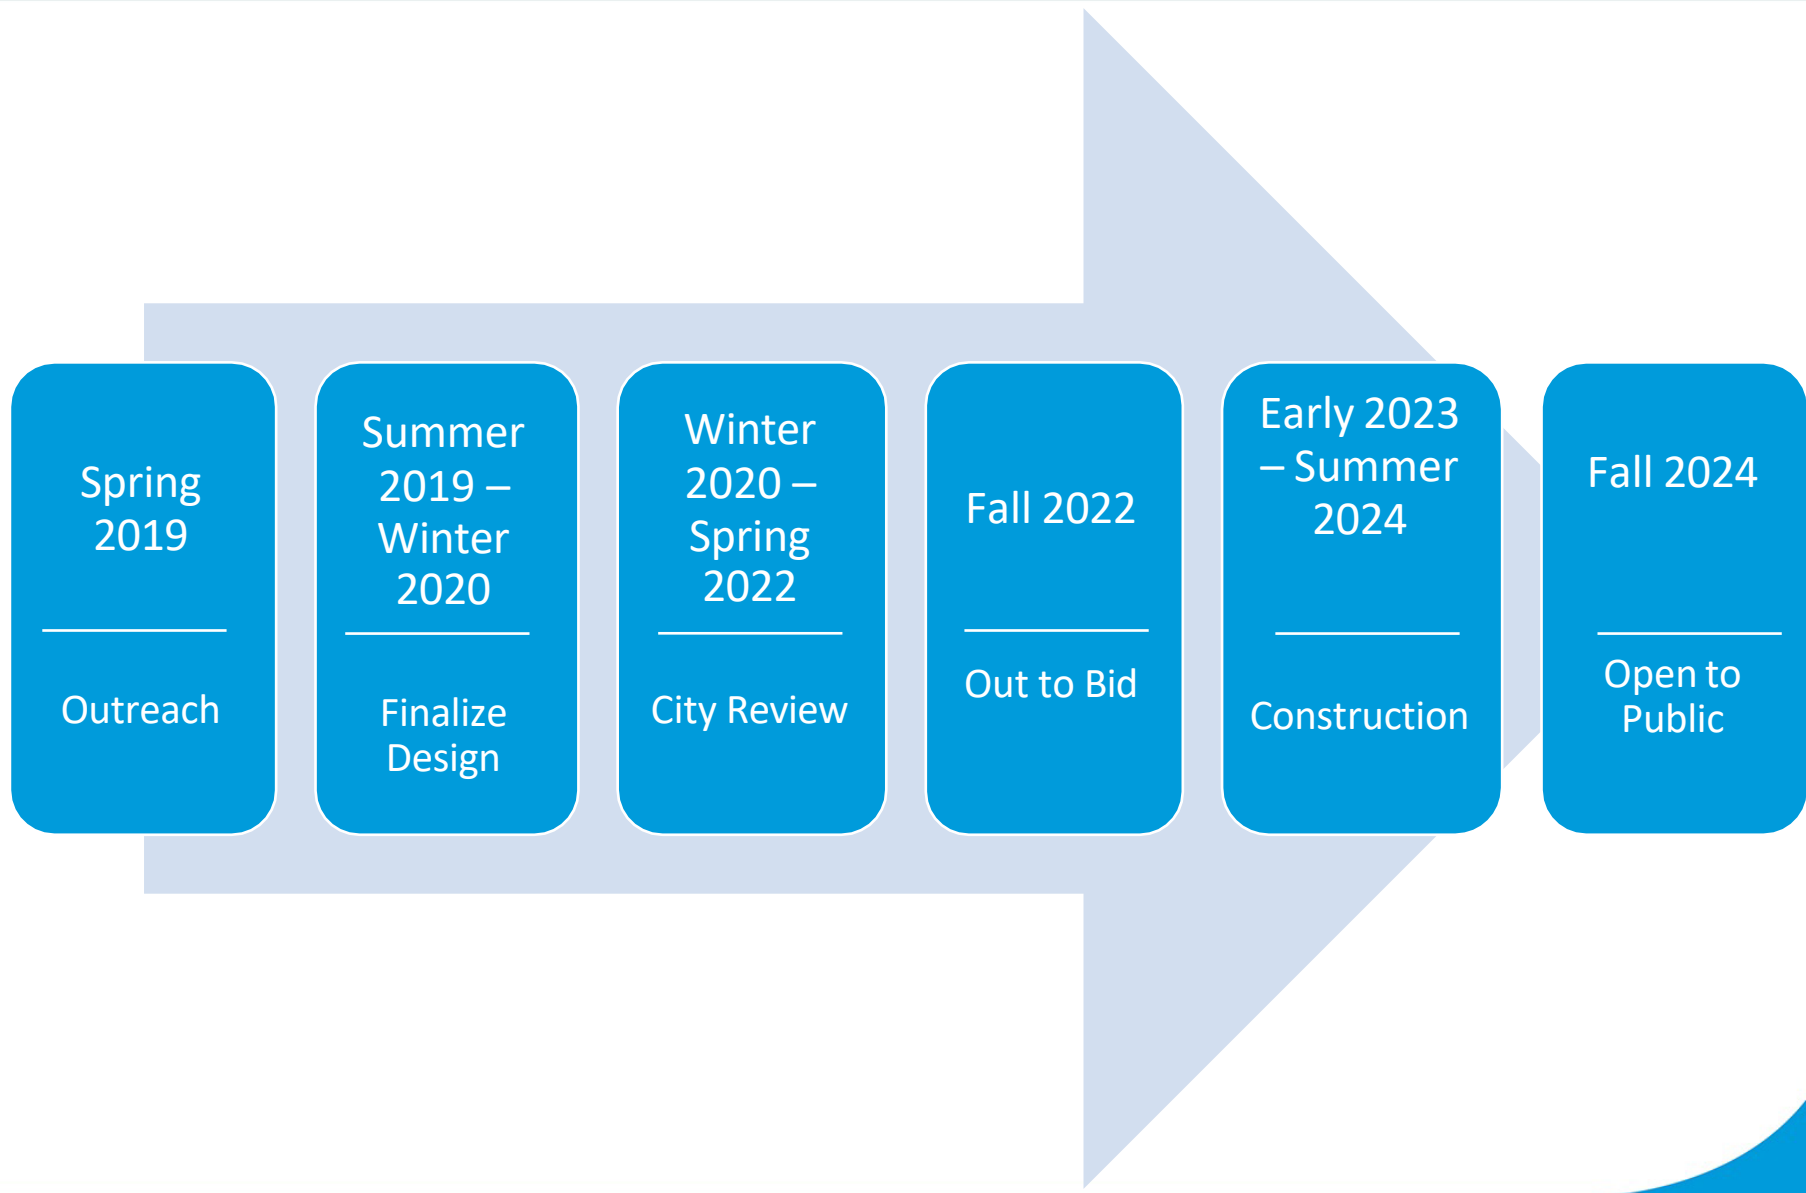 Spring
2019
Outreach
Summer
2019 –
Winter
2020
Finalize
Design
Winter
2020 –
Spring
2022
City Review
Fall 2022
Out to Bid
Early 2023
– Summer
2024
Construction
Fall 2024
Open to
Public